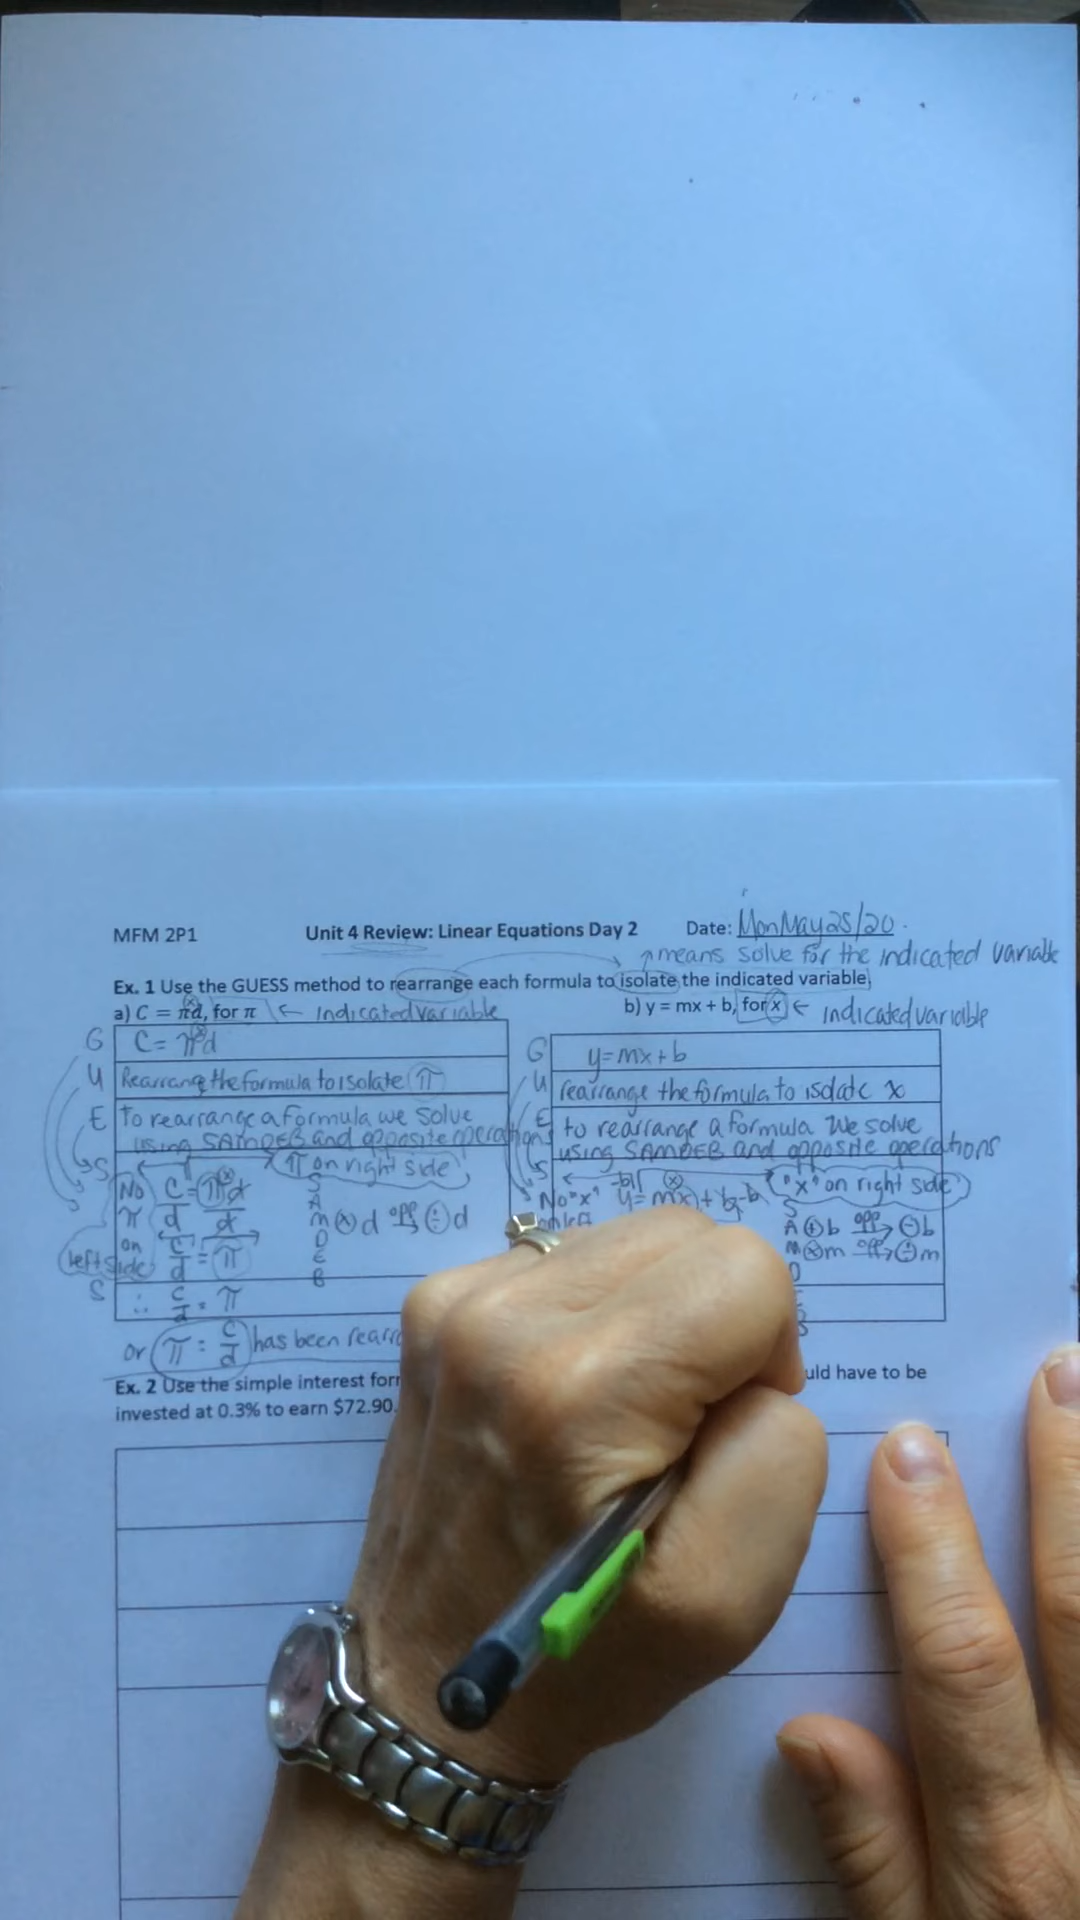 MFM 2P1 Unit 4 Review: Linear Equations Day 2 Date: Mon May 25/20.
↑ means solve for the indicated variable
Ex. 1 Use the GUESS method to rearrange each formula to isolate the indicated variable.
a) C = πd, for π ← indicated variable
b) y = mx + b, for x ← indicated variable
G C = π(x)d
U Rearrange the formula to isolate π
E To rearrange a formula we solve
using SAMDEB and opposite operations
S π on right side
No π on left side
C = π(x)d
d d
C/d = π
S
A
M (x) d opp (÷) d
D
E
B
S ∴ C/d = π
or π = C/d has been
G y = mx + b
U rearrange the formula to isolate x
E to rearrange a formula We solve
using SAMDEB and opposite operations
S "x" on right side
No "x" on left
-b (x)
y = mx + b - b
S
A (+) b opp → (-) b
M (x) m opp → (÷) m
D
E
B
Ex. 2 Use the simple interest
uld have to be
invested at 0.3% to earn $72.90.